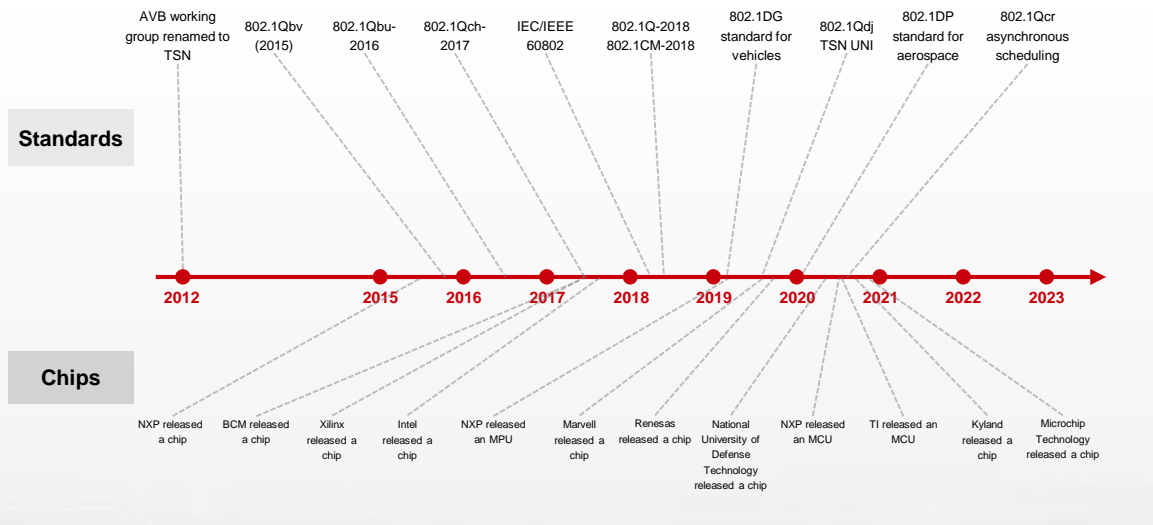 AVB working
group renamed to
TSN
802.1Qbv
(2015)
802.1Qbu-
2016
802.1Qch-
2017
IEC/IEEE
60802
802.1Q-2018
802.1CM-2018
802.1DG
standard for
vehicles
802.1Qdj
TSN UNI
802.1DP
standard for
aerospace
802.1Qcr
asynchronous
scheduling
Standards
2012
2015
2016
2017
2018
2019
2020
2021
2022
2023
Chips
NXP released
a chip
BCM released
a chip
Xilinx
released a
chip
Intel
released a
chip
NXP released
an MPU
Marvell
released a
chip
Renesas
released a chip
National
University of
Defense
Technology
released a chip
NXP released
an MCU
TI released an
MCU
Kyland
released a
chip
Microchip
Technology
released a chip